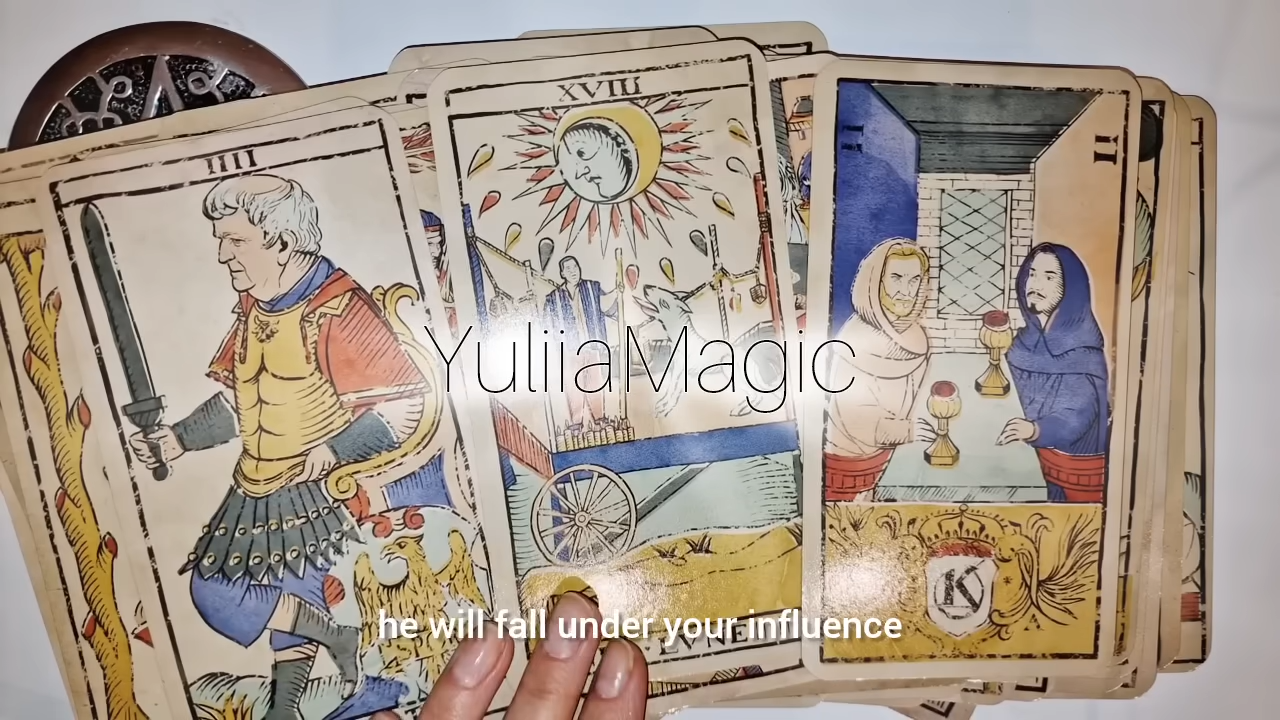 IIII
XVIII
II
II
YuliiaMagic
K
he will fall under your influence